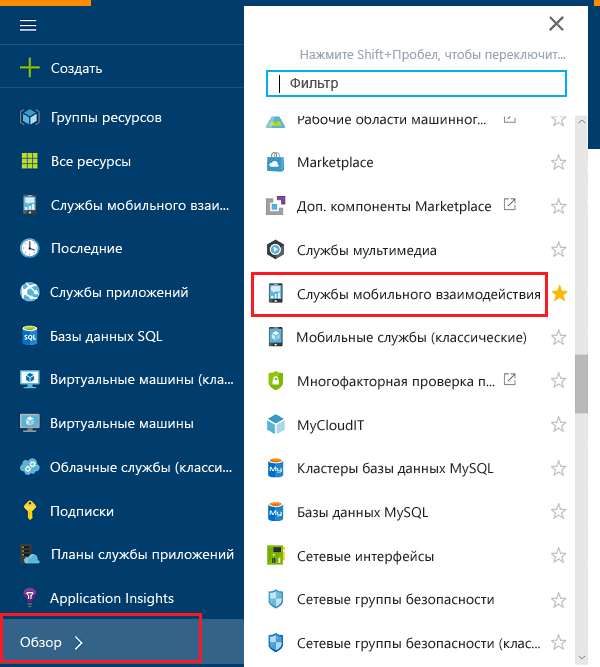 Создать
Группы ресурсов
Все ресурсы
Службы мобильного взаи...
Последние
Службы приложений
Базы данных SQL
Виртуальные машины (кла...
Виртуальные машины
Облачные службы (класси...
Подписки
Планы службы приложений
Application Insights
Обзор
Нажмите Shift+Пробел, чтобы переключит...
Фильтр
Рабочие области машинног...
Marketplace
Доп. компоненты Marketplace
Службы мультимедиа
Службы мобильного взаимодействия
Мобильные службы (классические)
Многофакторная проверка п...
MyCloudIT
Кластеры базы данных MySQL
Базы данных MySQL
Сетевые интерфейсы
Сетевые группы безопасности
Сетевые группы безопасности (клас...